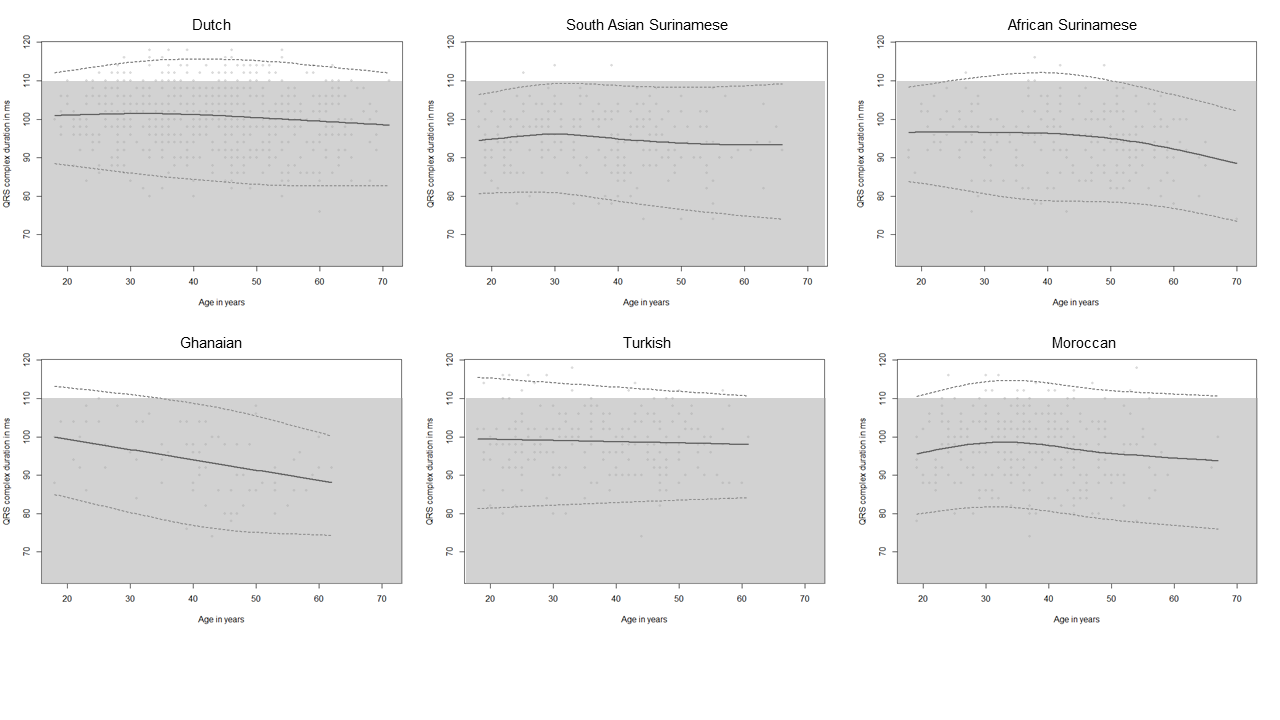 Dutch
South Asian Surinamese
African Surinamese
120
110
100
90
80
70
QRS complex duration in ms
20 30 40 50 60 70
Age in years
120
110
100
90
80
70
QRS complex duration in ms
20 30 40 50 60 70
Age in years
120
110
100
90
80
70
QRS complex duration in ms
20 30 40 50 60 70
Age in years
Ghanaian
Turkish
Moroccan
120
110
100
90
80
70
QRS complex duration in ms
20 30 40 50 60 70
Age in years
120
110
100
90
80
70
QRS complex duration in ms
20 30 40 50 60 70
Age in years
120
110
100
90
80
70
QRS complex duration in ms
20 30 40 50 60 70
Age in years